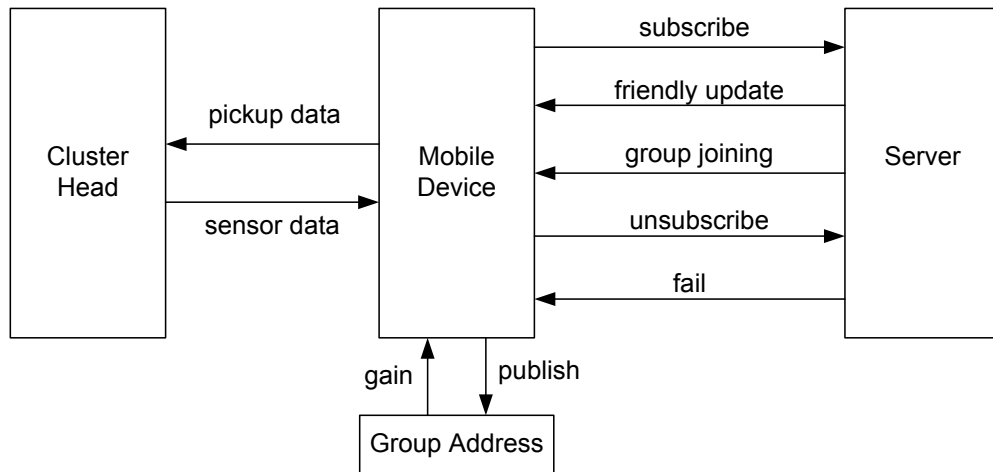 subscribe
friendly update
pickup data
group joining
Cluster
Head
Mobile
Device
Server
sensor data
unsubscribe
fail
gain
publish
Group Address